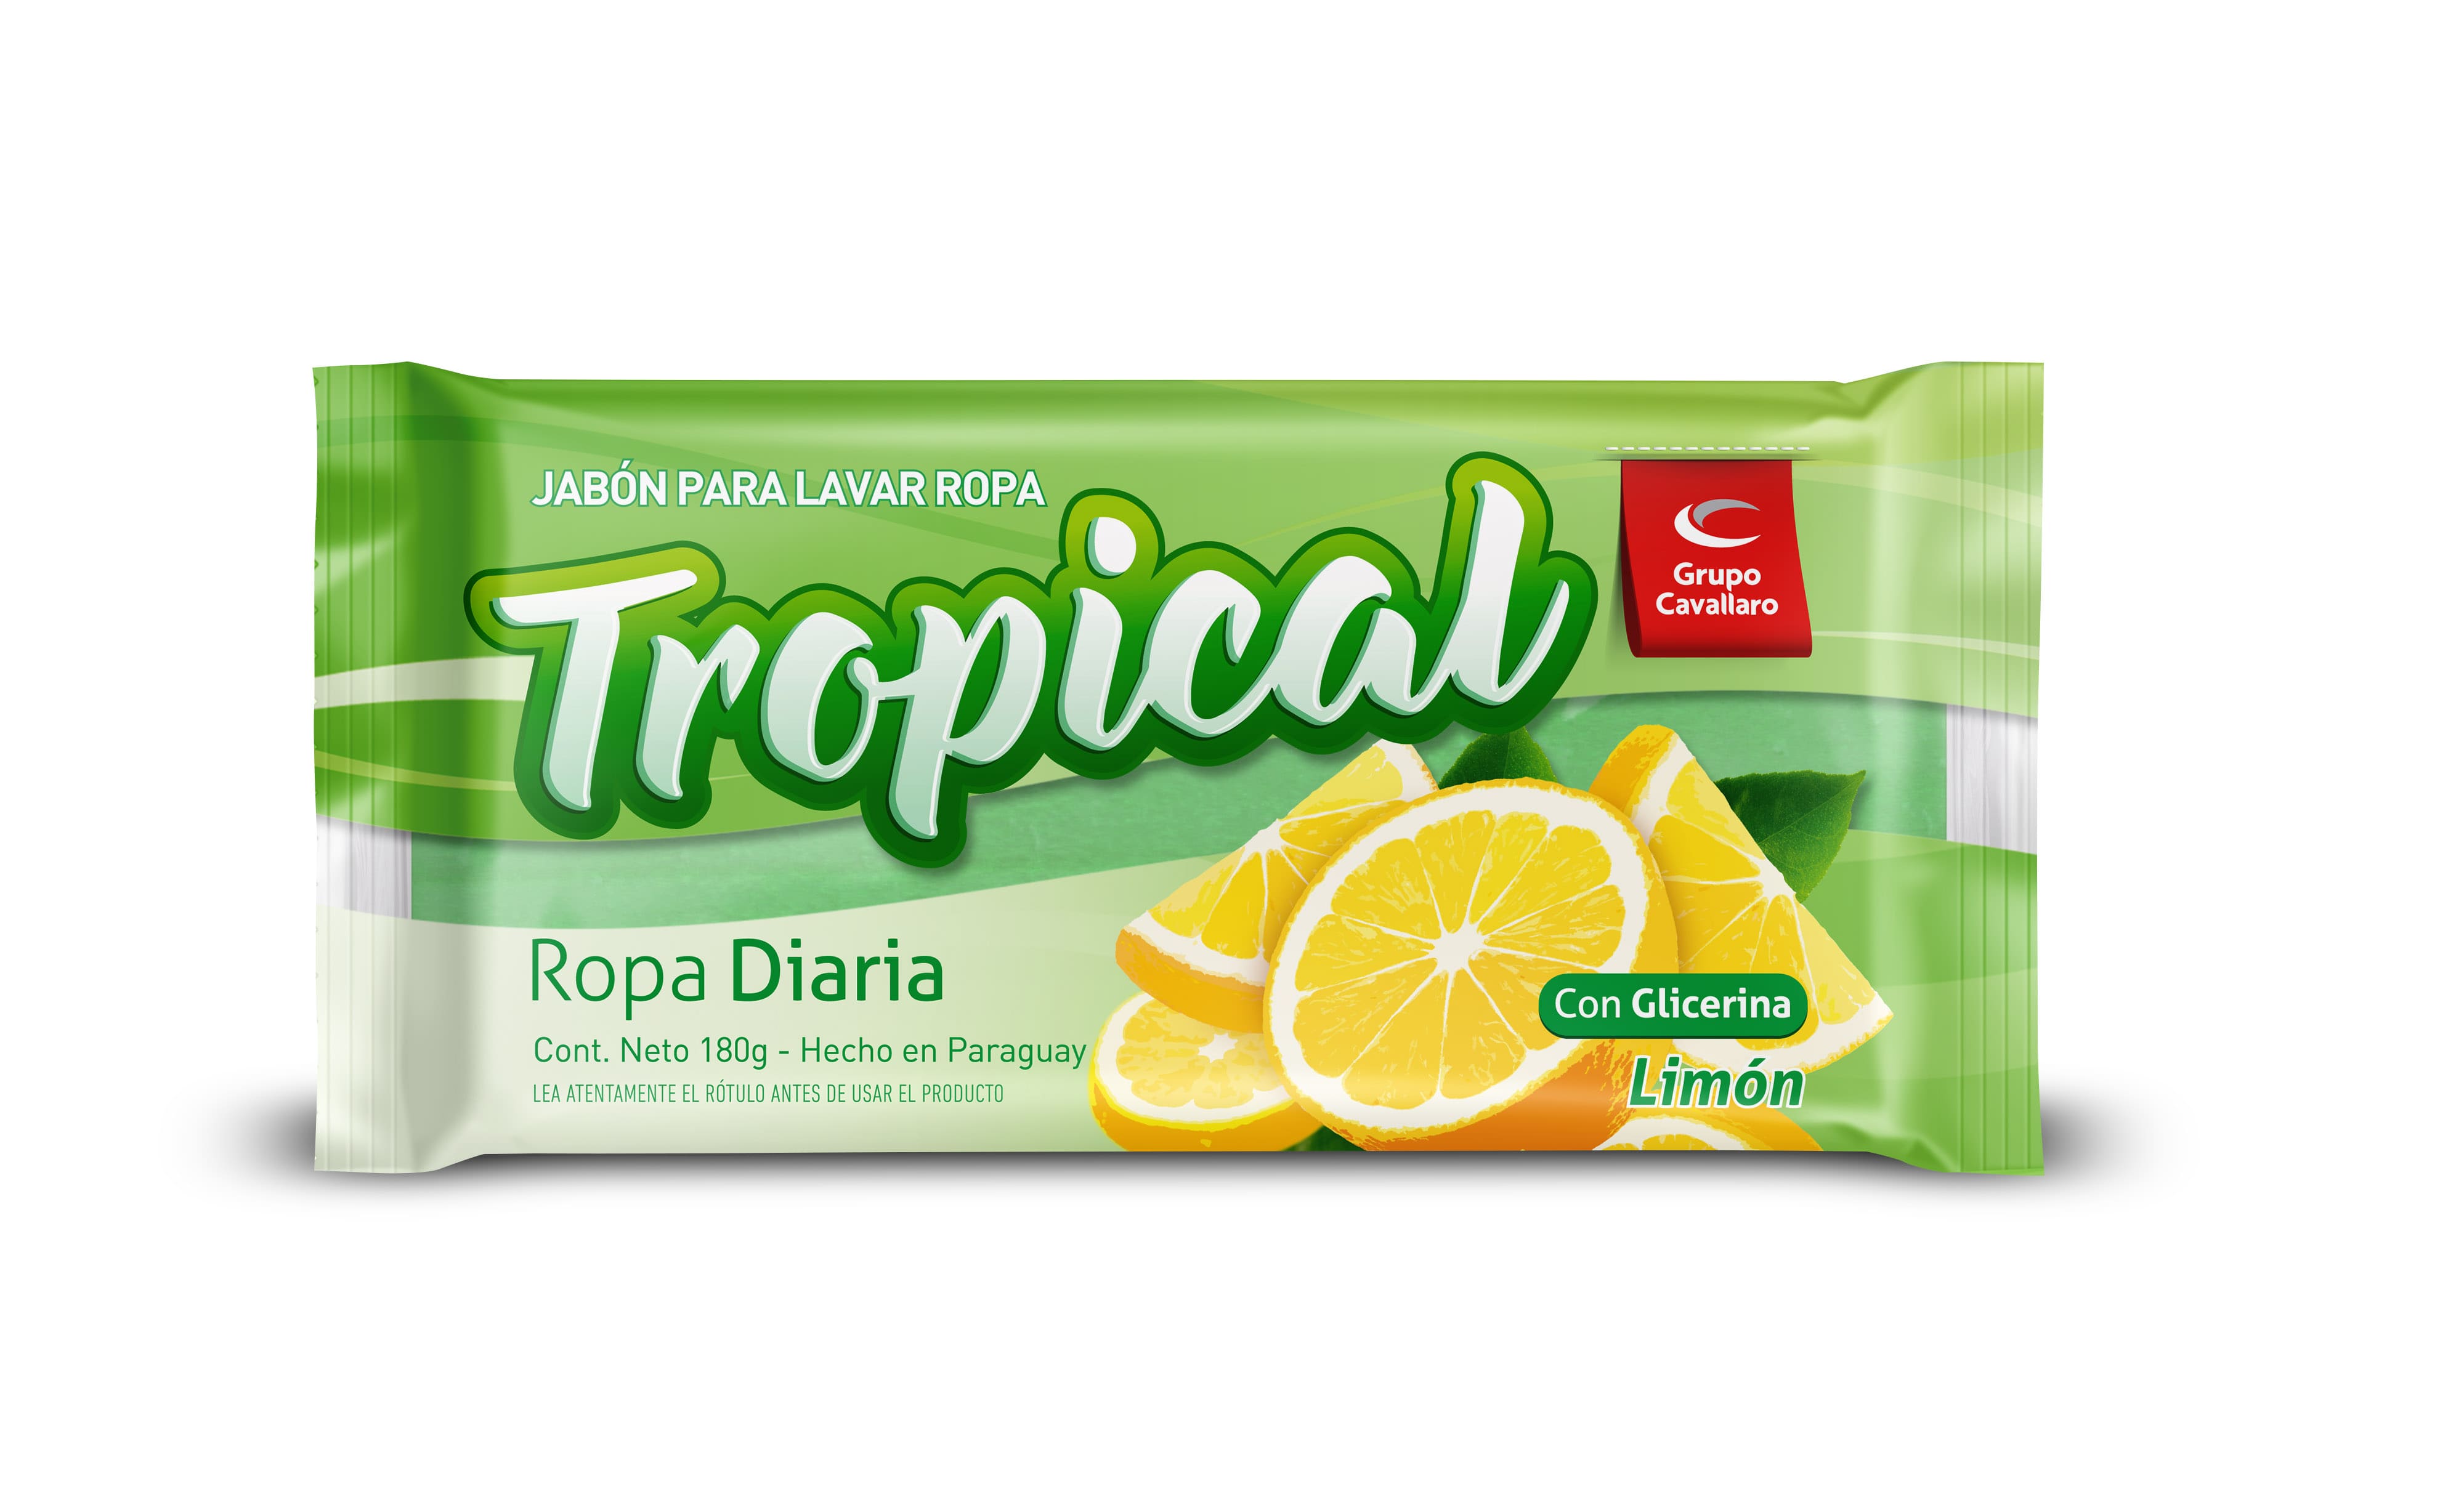 JABÓN PARA LAVAR ROPA
Tropical
Grupo
Cavallaro
Ropa Diaria
Cont. Neto 180g - Hecho en Paraguay
LEA ATENTAMENTE EL RÓTULO ANTES DE USAR EL PRODUCTO
Con Glicerina
Limón